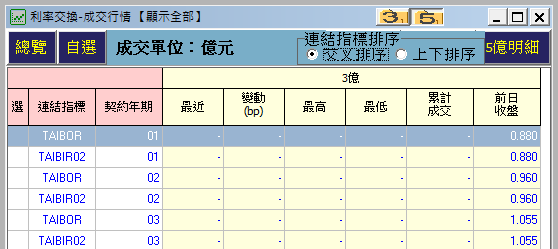 利率交換-成交行情【顯示全部】 3 5
總覽 自選 成交單位：億元 連結指標排序 交叉排序 上下排序 5億明細
3億
選 連結指標 契約年期 最近 變動(bp) 最高 最低 累計成交 前日收盤
TAIBOR 01 - - - - - 0.880
TAIBIR02 01 - - - - - 0.880
TAIBIR02 02 - - - - - 0.960
TAIBOR 02 - - - - - 0.960
TAIBOR 03 - - - - - 1.055
TAIBIR02 03 - - - - - 1.055